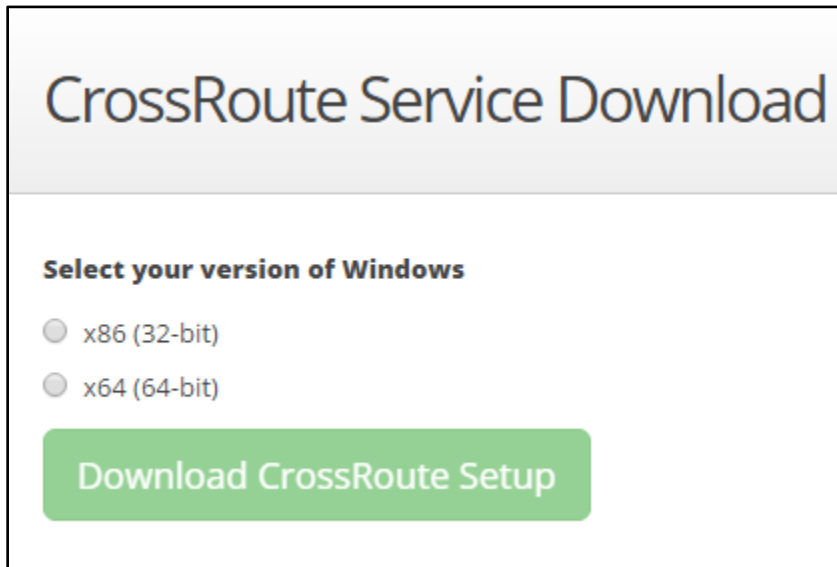 CrossRoute Service Download
Select your version of Windows
x86 (32-bit)
x64 (64-bit)
Download CrossRoute Setup